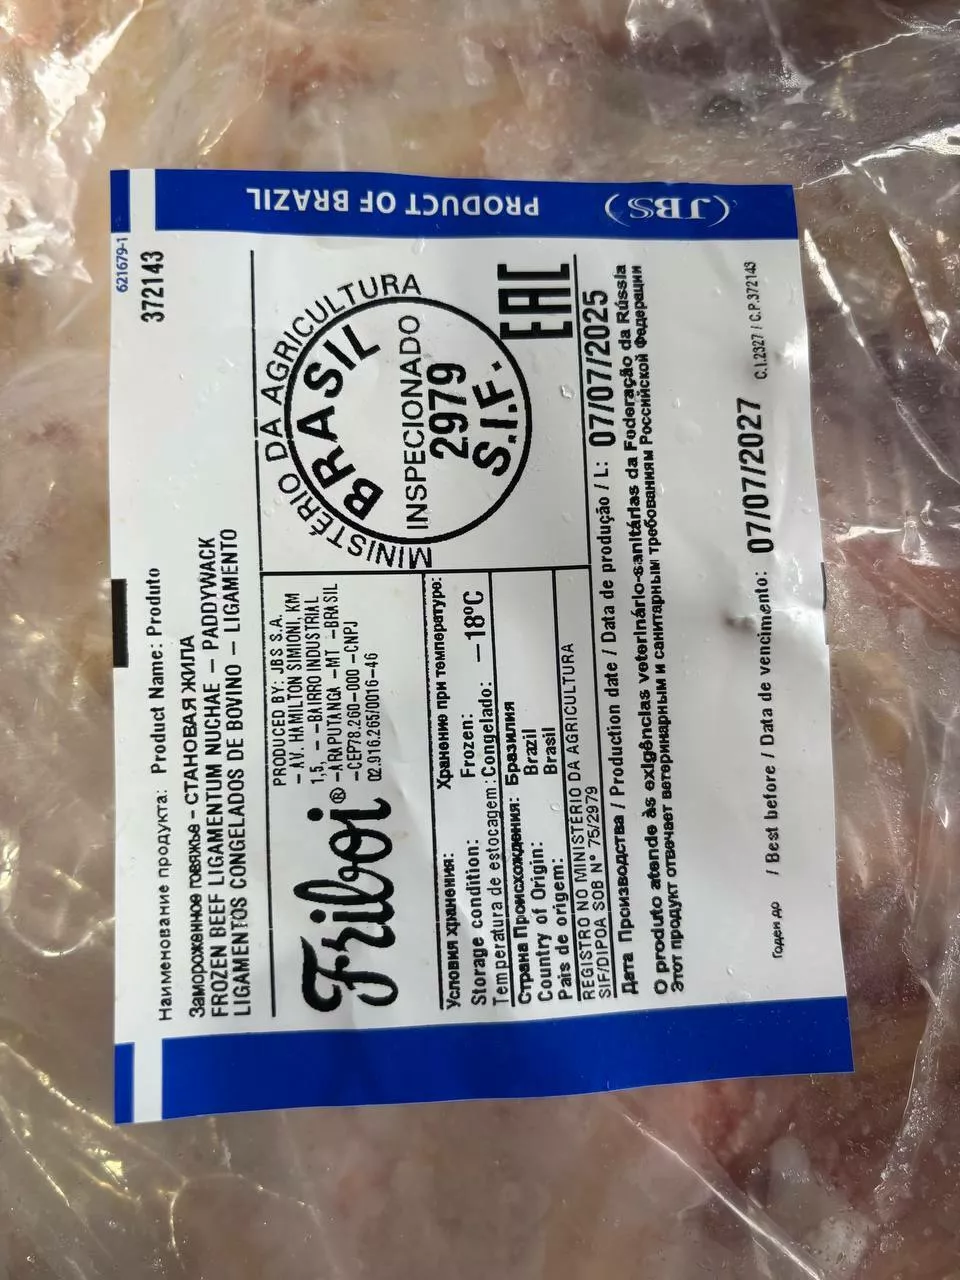 621679-1
372143
Наименование продукта: Product Name: Produto
Замороженное говяжье – СТАНОВАЯ ЖИЛА
FROZEN BEEF LIGAMENTUM NUCHAE – PADDYWACK
LIGAMENTOS CONGELADOS DE BOVINO – LIGAMENTO
Friboi®
PRODUCED BY: JBS S.A.
– AV. HAMILTON SIMIONI, KM
1,5, – –BAIRRO INDUSTRIAL
–ARAPUTANGA –MT –BRASIL
–CEP78.260-000 –CNPJ
02.916.265/0016-46
MINISTÉRIO DA AGRICULTURA
BRASIL
INSPECIONADO
2979
S.I.F.
EAC
Условия хранения: Хранение при температуре:
Storage condition: Frozen: –18ºC
Temperatura de estocagem: Congelado:
Страна Происхождения: Бразилия
Country of Origin: Brazil
País de origem: Brasil
REGISTRO NO MINISTÉRIO DA AGRICULTURA
SIF/DIPOA SOB Nº 75/2979
Дата Производства / Production date / Data de produção / L: 07/07/2025
O produto atende às exigências veterinário-sanitárias da Federação da Rússia
Этот продукт отвечает ветеринарным и санитарным требованиям Российской Федерации
Годен до / Best before / Data de vencimento: 07/07/2027 C.I.2327 / C.P.372143
PRODUCT OF BRAZIL
(JBS)